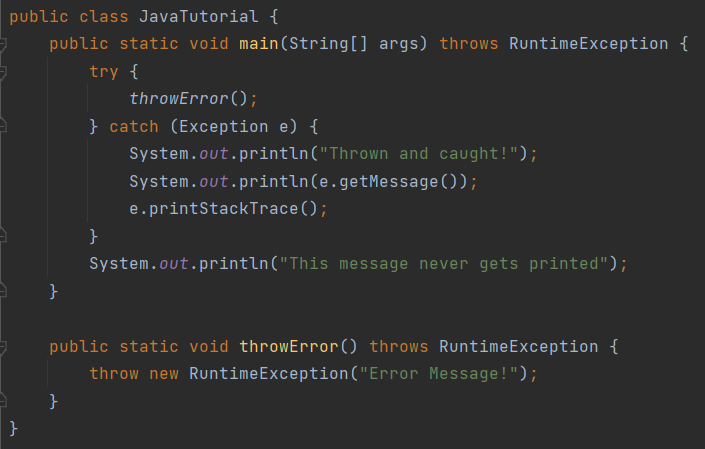 public class JavaTutorial {
    public static void main(String[] args) throws RuntimeException {
        try {
            throwError();
        } catch (Exception e) {
            System.out.println("Thrown and caught!");
            System.out.println(e.getMessage());
            e.printStackTrace();
        }
        System.out.println("This message never gets printed");
    }

    public static void throwError() throws RuntimeException {
        throw new RuntimeException("Error Message!");
    }
}